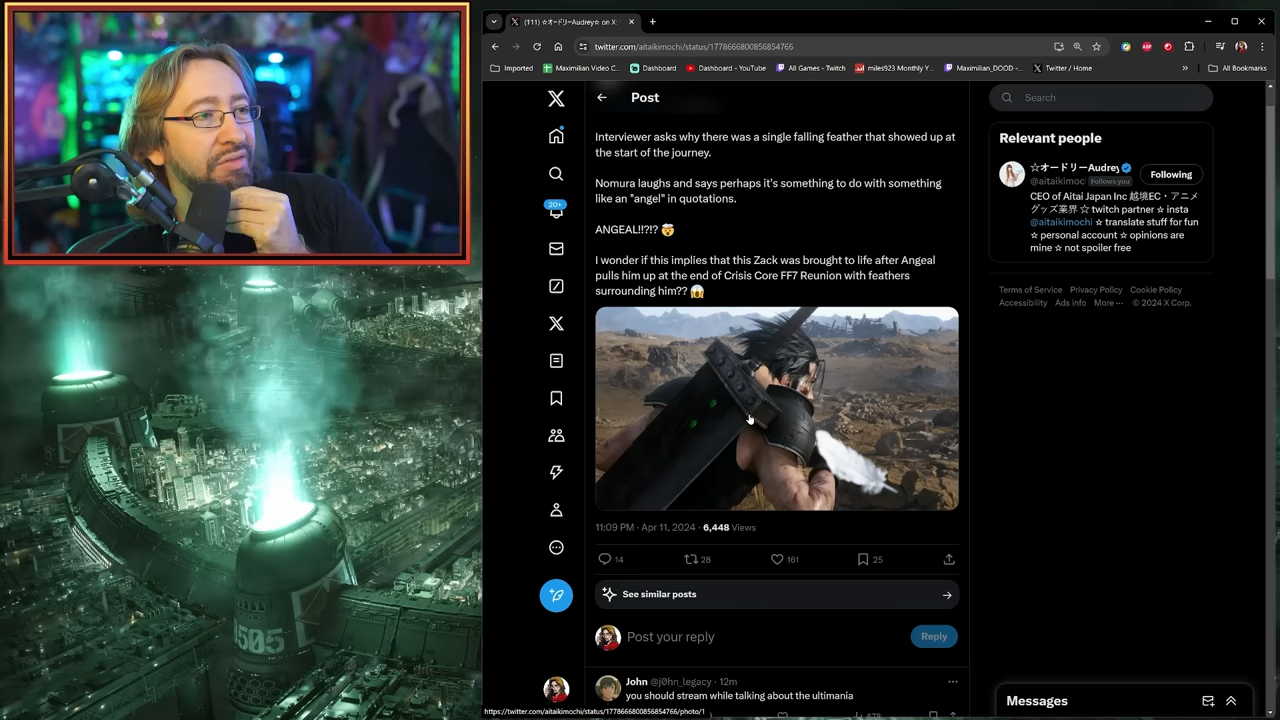 (111) ☆オードリーAudrey☆ on X:
twitter.com/aitaikimochi/status/1778666800856854766
Imported
Maximilian Video C...
Dashboard
Dashboard - YouTube
All Games - Twitch
miles923 Monthly Y...
Maximilian_DOOD -...
Twitter / Home
All Bookmarks
Post
Interviewer asks why there was a single falling feather that showed up at
the start of the journey.
Nomura laughs and says perhaps it's something to do with something
like an "angel" in quotations.
ANGEAL!!?!? 🤯
I wonder if this implies that this Zack was brought to life after Angeal
pulls him up at the end of Crisis Core FF7 Reunion with feathers
surrounding him?? 😱
11:09 PM · Apr 11, 2024 · 6,448 Views
14
28
161
25
See similar posts
Post your reply
Reply
John @j0hn_legacy · 12m
you should stream while talking about the ultimania
20+
Search
Relevant people
☆オードリーAudrey
@aitaikimoc
Follows you
Following
CEO of Aitai Japan Inc 越境EC・アニメ
グッズ業界 ☆ twitch partner ☆ insta
@aitaikimochi ☆ translate stuff for fun
☆ personal account ☆ opinions are
mine ☆ not spoiler free
Terms of Service Privacy Policy Cookie Policy
Accessibility Ads info More ··· © 2024 X Corp.
Messages
https://twitter.com/aitaikimochi/status/1778666800856854766/photo/1